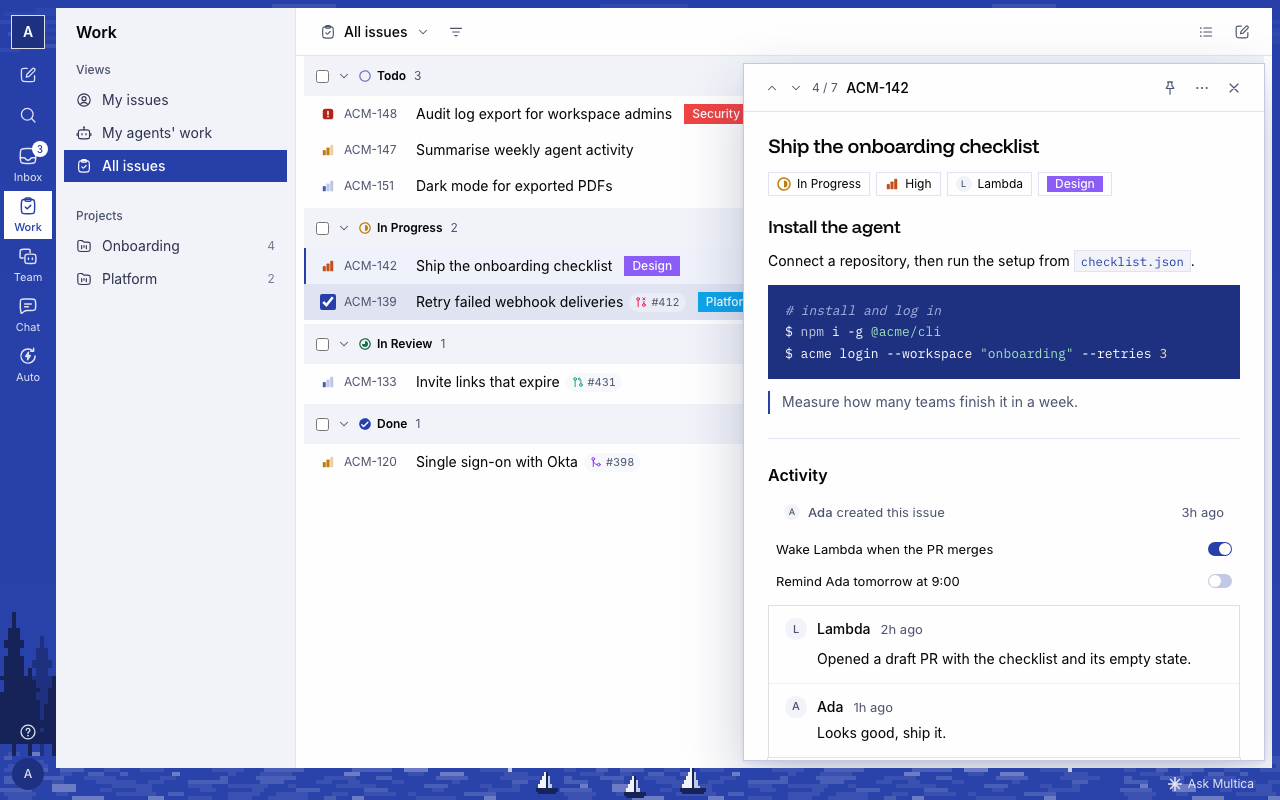 A
3
Inbox
Work
Team
Chat
Auto
A
Work
Views
My issues
My agents' work
All issues
Projects
Onboarding 4
Platform 2
All issues
Todo 3
ACM-148 Audit log export for workspace admins Security
ACM-147 Summarise weekly agent activity
ACM-151 Dark mode for exported PDFs
In Progress 2
ACM-142 Ship the onboarding checklist Design
ACM-139 Retry failed webhook deliveries #412 Platfor
In Review 1
ACM-133 Invite links that expire #431
Done 1
ACM-120 Single sign-on with Okta #398
4 / 7 ACM-142
Ship the onboarding checklist
In Progress High L Lambda Design
Install the agent
Connect a repository, then run the setup from checklist.json.
# install and log in
$ npm i -g @acme/cli
$ acme login --workspace "onboarding" --retries 3
Measure how many teams finish it in a week.
Activity
A Ada created this issue 3h ago
Wake Lambda when the PR merges
Remind Ada tomorrow at 9:00
L Lambda 2h ago
Opened a draft PR with the checklist and its empty state.
A Ada 1h ago
Looks good, ship it.
Ask Multica